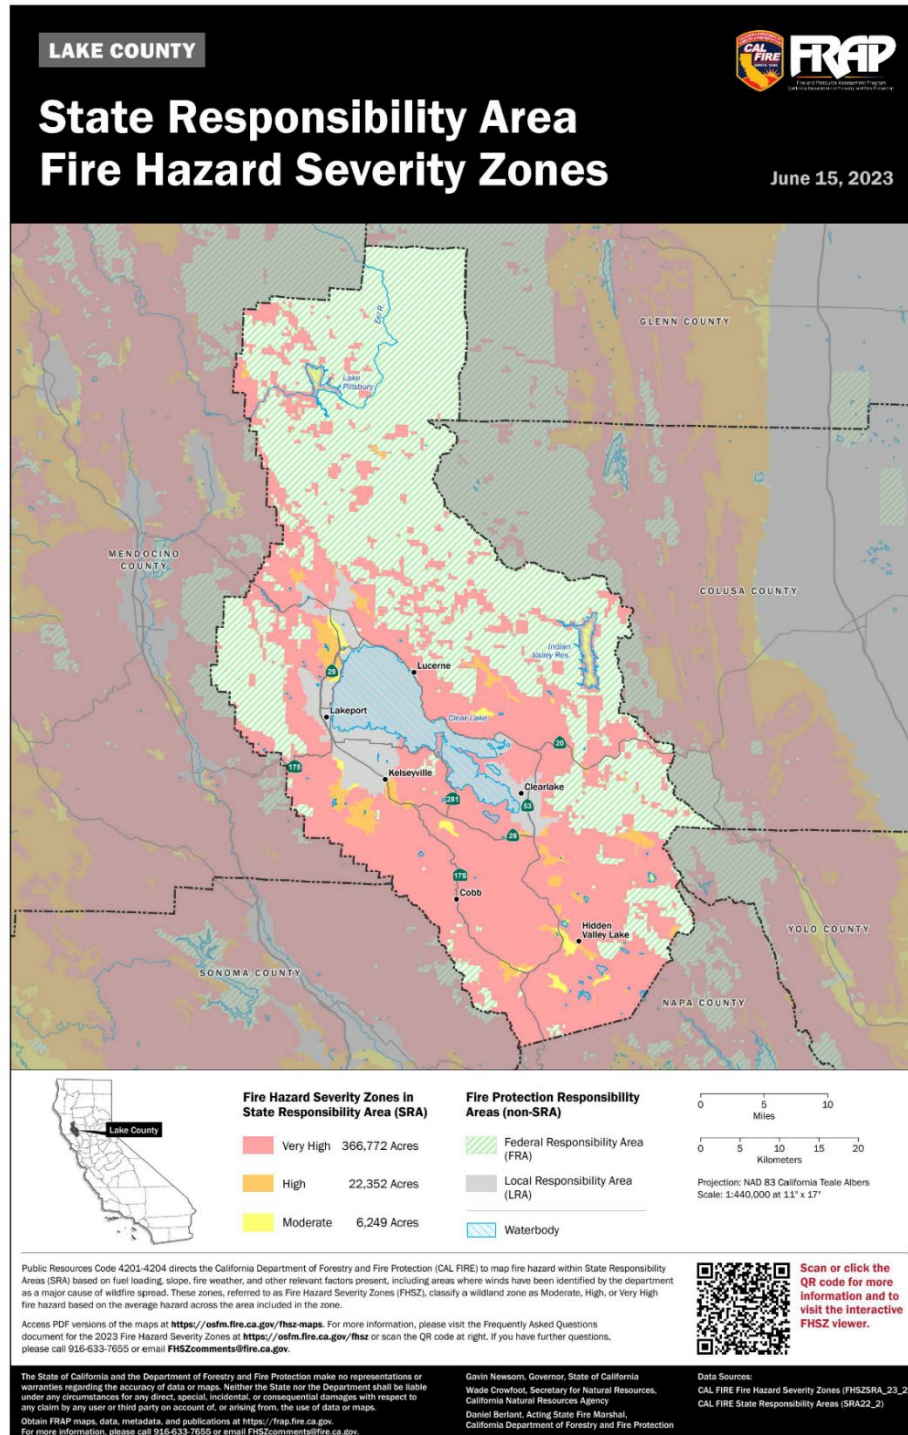 LAKE COUNTY
CAL
FIRE
SINCE 1885
FRAP
Fire and Resource Assessment Program
California Department of Forestry and Fire Protection
State Responsibility Area
Fire Hazard Severity Zones
June 15, 2023
Eel R.
GLENN COUNTY
Lake
Pillsbury
MENDOCINO
COUNTY
COLUSA COUNTY
Indian
Valley Res.
Lucerne
29
Lakeport
Clear Lake
20
175
Kelseyville
Clearlake
281
53
29
175
Cobb
Hidden
Valley Lake
YOLO COUNTY
SONOMA COUNTY
NAPA COUNTY
Lake County
Fire Hazard Severity Zones in
State Responsibility Area (SRA)
Very High 366,772 Acres
High 22,352 Acres
Moderate 6,249 Acres
Fire Protection Responsibility
Areas (non-SRA)
Federal Responsibility Area
(FRA)
Local Responsibility Area
(LRA)
Waterbody
0 5 10
Miles
0 5 10 15 20
Kilometers
Projection: NAD 83 California Teale Albers
Scale: 1:440,000 at 11" x 17"
Public Resources Code 4201-4204 directs the California Department of Forestry and Fire Protection (CAL FIRE) to map fire hazard within State Responsibility
Areas (SRA) based on fuel loading, slope, fire weather, and other relevant factors present, including areas where winds have been identified by the department
as a major cause of wildfire spread. These zones, referred to as Fire Hazard Severity Zones (FHSZ), classify a wildland zone as Moderate, High, or Very High
fire hazard based on the average hazard across the area included in the zone.
Access PDF versions of the maps at https://osfm.fire.ca.gov/fhsz-maps. For more information, please visit the Frequently Asked Questions
document for the 2023 Fire Hazard Severity Zones at https://osfm.fire.ca.gov/fhsz or scan the QR code at right. If you have further questions,
please call 916-633-7655 or email FHSZcomments@fire.ca.gov.
Scan or click the
QR code for more
information and to
visit the interactive
FHSZ viewer.
The State of California and the Department of Forestry and Fire Protection make no representations or
warranties regarding the accuracy of data or maps. Neither the State nor the Department shall be liable
under any circumstances for any direct, special, incidental, or consequential damages with respect to
any claim by any user or third party on account of, or arising from, the use of data or maps.
Obtain FRAP maps, data, metadata, and publications at https://frap.fire.ca.gov.
For more information, please call 916-633-7655 or email FHSZcomments@fire.ca.gov.
Gavin Newsom, Governor, State of California
Wade Crowfoot, Secretary for Natural Resources,
California Natural Resources Agency
Daniel Berlant, Acting State Fire Marshal,
California Department of Forestry and Fire Protection
Data Sources:
CAL FIRE Fire Hazard Severity Zones (FHSZSRA_23_2
CAL FIRE State Responsibility Areas (SRA22_2)